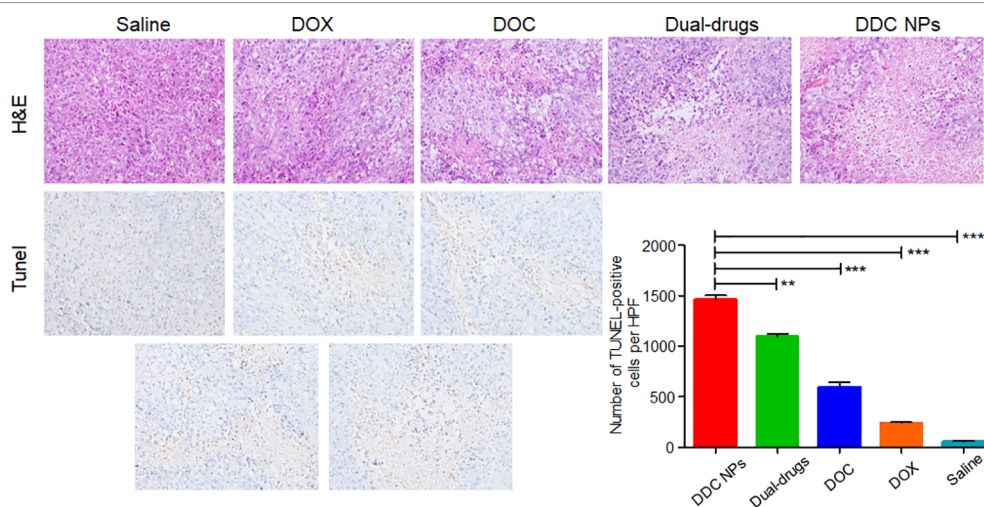 Saline DOX DOC Dual-drugs DDC NPs
H&E
Tunel
Number of TUNEL-positive
cells per HPF
2000
1500
1000
500
0
***
***
***
**
DDC NPs
Dual-drugs
DOC
DOX
Saline